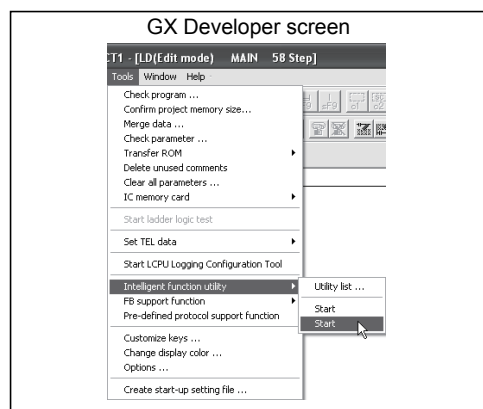 GX Developer screen
CT1 - [LD(Edit mode) MAIN 58 Step]
Tools Window Help
Check program ...
Confirm project memory size...
Merge data ...
Check parameter ...
Transfer ROM
Delete unused comments
Clear all parameters ...
IC memory card
Start ladder logic test
Set TEL data
Start LCPU Logging Configuration Tool
Intelligent function utility
Utility list ...
FB support function
Start
Pre-defined protocol support function
Start
Customize keys ...
Change display color ...
Options ...
Create start-up setting file ...